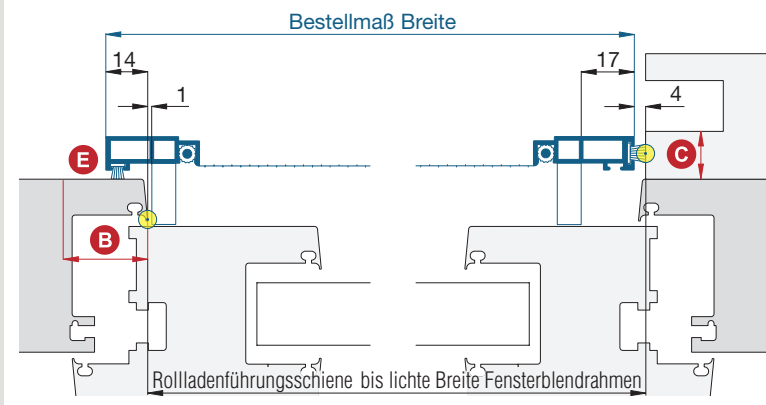 Bestellmaß Breite
14
17
1
4
E
C
B
Rollladenführungsschiene bis lichte Breite Fensterblendrahmen